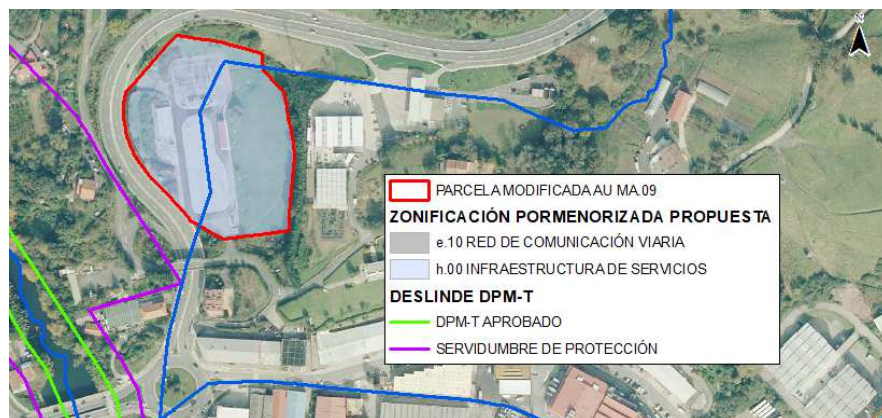 N
PARCELA MODIFICADA AU MA.09
ZONIFICACIÓN PORMENORIZADA PROPUESTA
e.10 RED DE COMUNICACIÓN VIARIA
h.00 INFRAESTRUCTURA DE SERVICIOS
DESLINDE DPM-T
DPM-T APROBADO
SERVIDUMBRE DE PROTECCIÓN